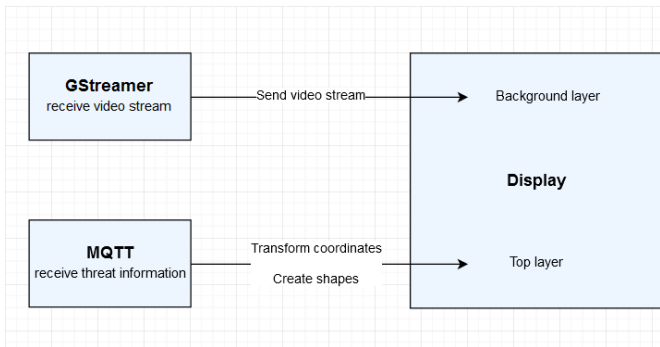 GStreamer
receive video stream
Send video stream
Background layer
Display
MQTT
receive threat information
Transform coordinates
Create shapes
Top layer